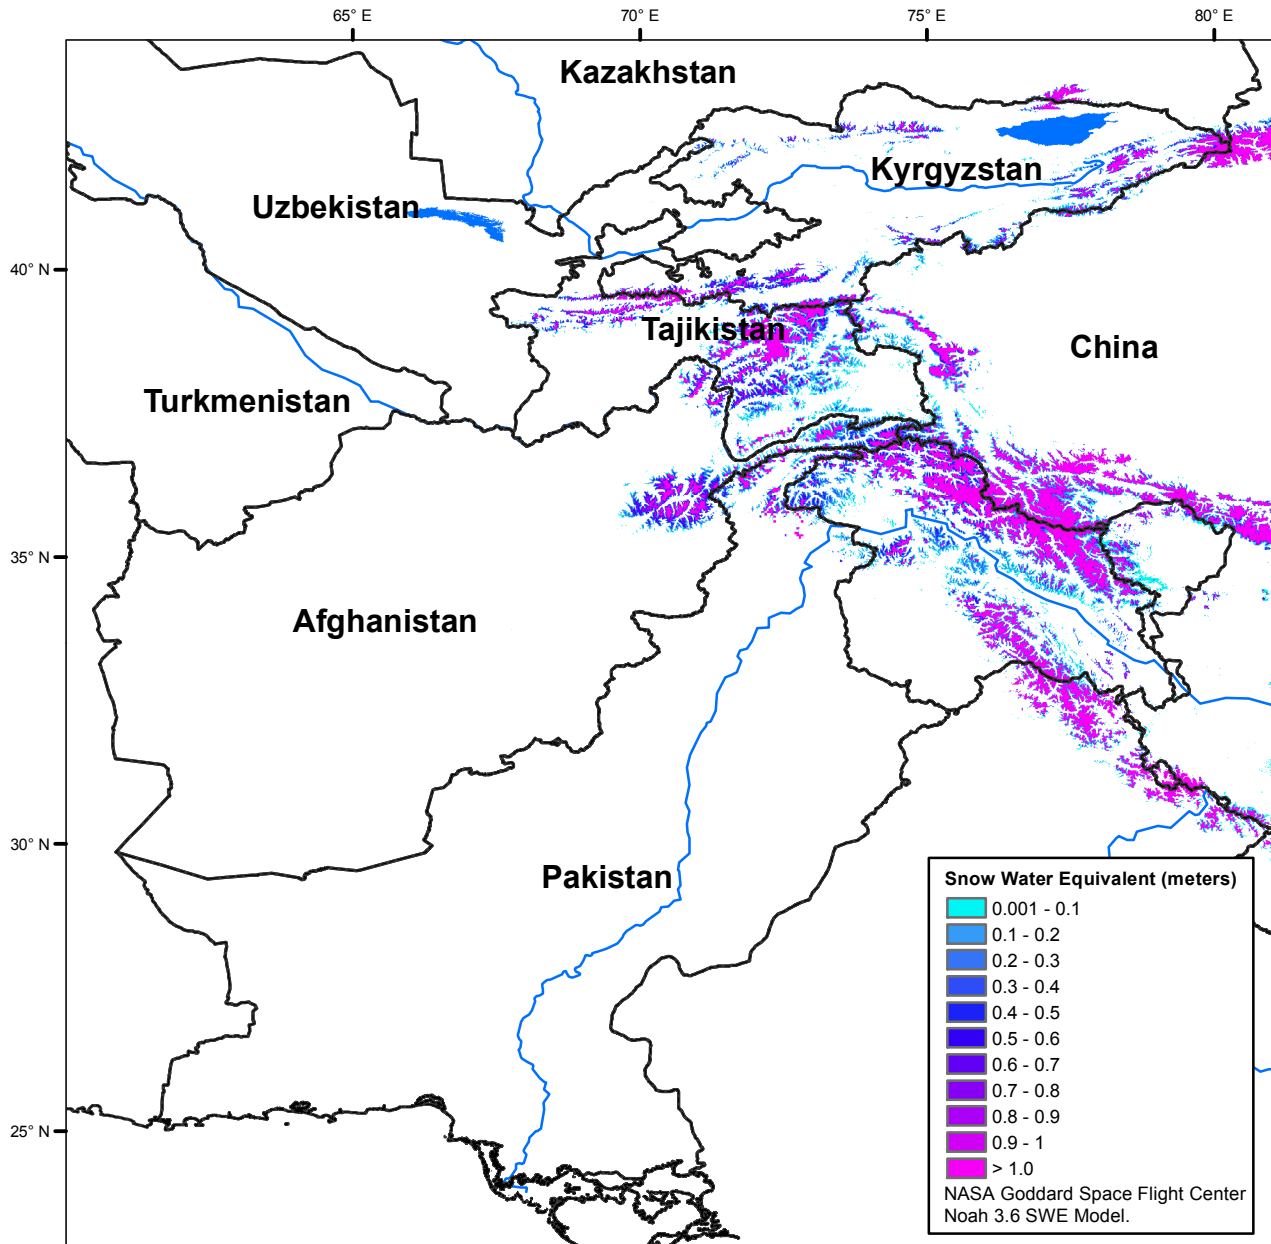 65° E
70° E
75° E
80° E
Kazakhstan
Kyrgyzstan
Uzbekistan
40° N
Tajikistan
China
Turkmenistan
35° N
Afghanistan
30° N
Pakistan
25° N
Snow Water Equivalent (meters)
0.001 - 0.1
0.1 - 0.2
0.2 - 0.3
0.3 - 0.4
0.4 - 0.5
0.5 - 0.6
0.6 - 0.7
0.7 - 0.8
0.8 - 0.9
0.9 - 1
> 1.0
NASA Goddard Space Flight Center
Noah 3.6 SWE Model.